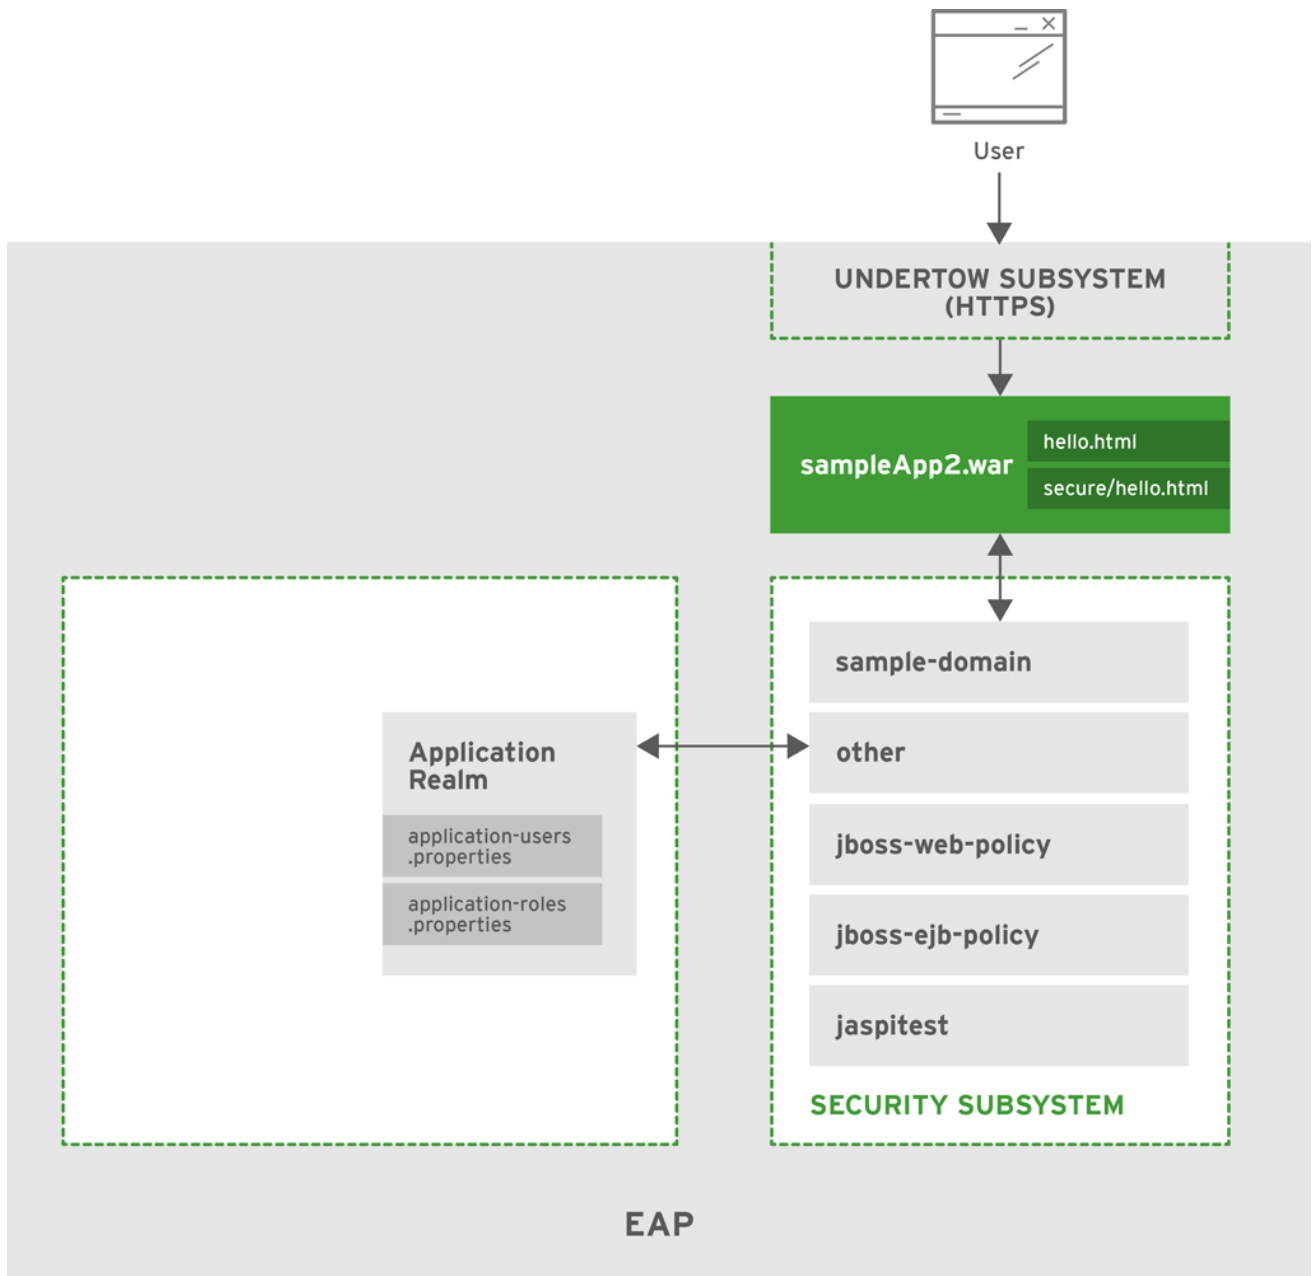 User
UNDERTOW SUBSYSTEM
(HTTPS)
sampleApp2.war
hello.html
secure/hello.html
Application
Realm
application-users
.properties
application-roles
.properties
sample-domain
other
jboss-web-policy
jboss-ejb-policy
jaspitest
SECURITY SUBSYSTEM
EAP